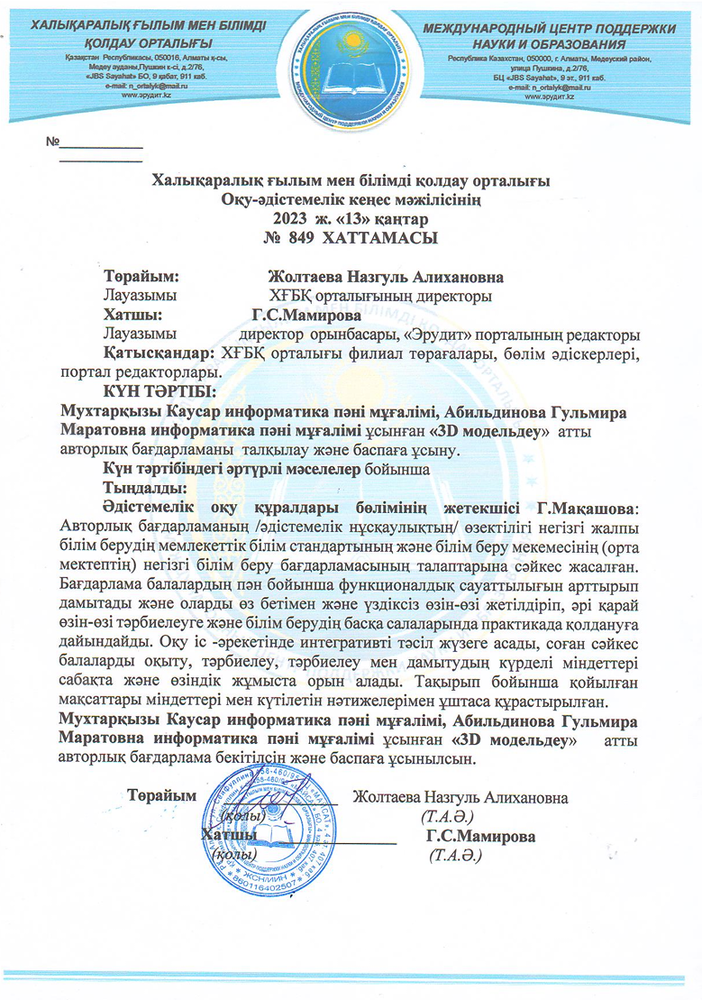 ХАЛЫҚАРАЛЫҚ ҒЫЛЫМ МЕН БІЛІМДІ
ҚОЛДАУ ОРТАЛЫҒЫ
Қазақстан Республикасы, 050016, Алматы қ-сы,
Медеу ауданы,Пушкин к-сі, д.2/76,
«JBS Sayahat» БО, 9 қабат, 911 каб.
e-mail: n_ortalyk@mail.ru
www.эрудит.kz
МЕЖДУНАРОДНЫЙ ЦЕНТР ПОДДЕРЖКИ
НАУКИ И ОБРАЗОВАНИЯ
Республика Казахстан, 050000, г. Алматы, Медеуский район,
улица Пушкина, д.2/76,
БЦ «JBS Sayahat», 9 эт., 911 каб.
e-mail: n_ortalyk@mail.ru
www.эрудит.kz
№
Халықаралық ғылым мен білімді қолдау орталығы
Оқу-әдістемелік кеңес мәжілісінің
2023 ж. «13» қаңтар
№ 849 ХАТТАМАСЫ
Төрайым: Жолтаева Назгуль Алихановна
Лауазымы ХҒБҚ орталығының директоры
Хатшы: Г.С.Мамирова
Лауазымы директор орынбасары, «Эрудит» порталының редакторы
Қатысқандар: ХҒБҚ орталығы филиал төрағалары, бөлім әдіскерлері,
портал редакторлары.
КҮН ТӘРТІБІ:
Мухтарқызы Каусар информатика пәні мұғалімі, Абильдинова Гульмира
Маратовна информатика пәні мұғалімі ұсынған «3D модельдеу» атты
авторлық бағдарламаны талқылау және баспаға ұсыну.
Күн тәртібіндегі әртүрлі мәселелер бойынша
Тыңдалды:
Әдістемелік оқу құралдары бөлімінің жетекшісі Г.Мақашова:
Авторлық бағдарламаның /әдістемелік нұсқаулықтың/ өзектілігі негізгі жалпы
білім берудің мемлекеттік білім стандартының және білім беру мекемесінің (орта
мектептің) негізгі білім беру бағдарламасының талаптарына сәйкес жасалған.
Бағдарлама балалардың пән бойынша функционалдық сауаттылығын арттырып
дамытады және оларды өз бетімен және үздіксіз өзін-өзі жетілдіріп, әрі қарай
өзін-өзі тәрбиелеуге және білім берудің басқа салаларында практикада қолдануға
дайындайды. Оқу іс -әрекетінде интегративті тәсіл жүзеге асады, соған сәйкес
балаларды оқыту, тәрбиелеу, тәрбиелеу мен дамытудың күрделі міндеттері
сабақта және өзіндік жұмыста орын алады. Тақырып бойынша қойылған
мақсаттары міндеттері мен күтілетін нәтижелерімен ұштаса құрастырылған.
Мухтарқызы Каусар информатика пәні мұғалімі, Абильдинова Гульмира
Маратовна информатика пәні мұғалімі ұсынған «3D модельдеу» атты
авторлық бағдарлама бекітілсін және баспаға ұсынылсын.
Төрайым Жолтаева Назгуль Алихановна
(қолы) (Т.А.Ә.)
Хатшы Г.С.Мамирова
(қолы) (Т.А.Ә.)